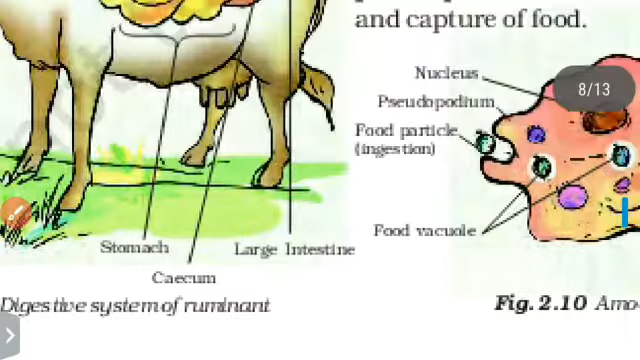 and capture of food.
Nucleus
8/13
Pseudopodium
Food particle
(ingestion)
Food vacuole
Stomach
Large Intestine
Caecum
Digestive system of ruminant
Fig. 2.10 Amo